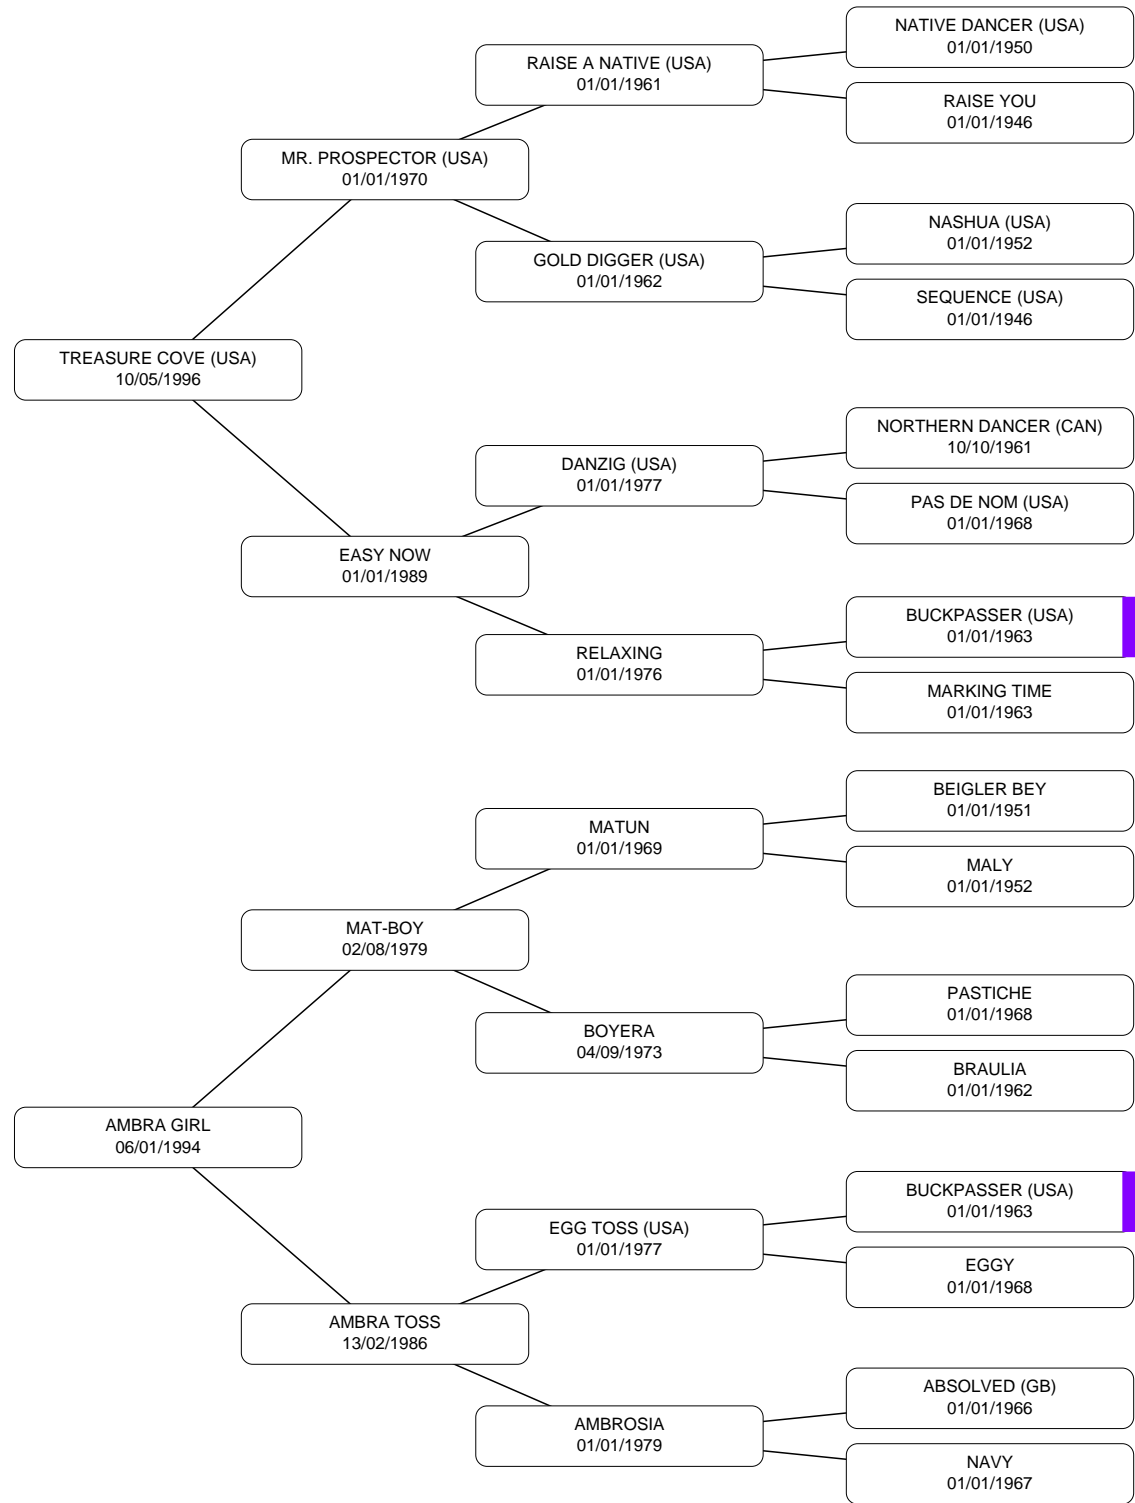 NATIVE DANCER (USA)
01/01/1950
RAISE A NATIVE (USA)
01/01/1961
RAISE YOU
01/01/1946
MR. PROSPECTOR (USA)
01/01/1970
NASHUA (USA)
01/01/1952
GOLD DIGGER (USA)
01/01/1962
SEQUENCE (USA)
01/01/1946
TREASURE COVE (USA)
10/05/1996
NORTHERN DANCER (CAN)
10/10/1961
DANZIG (USA)
01/01/1977
PAS DE NOM (USA)
01/01/1968
EASY NOW
01/01/1989
BUCKPASSER (USA)
01/01/1963
RELAXING
01/01/1976
MARKING TIME
01/01/1963
BEIGLER BEY
01/01/1951
MATUN
01/01/1969
MALY
01/01/1952
MAT-BOY
02/08/1979
PASTICHE
01/01/1968
BOYERA
04/09/1973
BRAULIA
01/01/1962
AMBRA GIRL
06/01/1994
BUCKPASSER (USA)
01/01/1963
EGG TOSS (USA)
01/01/1977
EGGY
01/01/1968
AMBRA TOSS
13/02/1986
ABSOLVED (GB)
01/01/1966
AMBROSIA
01/01/1979
NAVY
01/01/1967